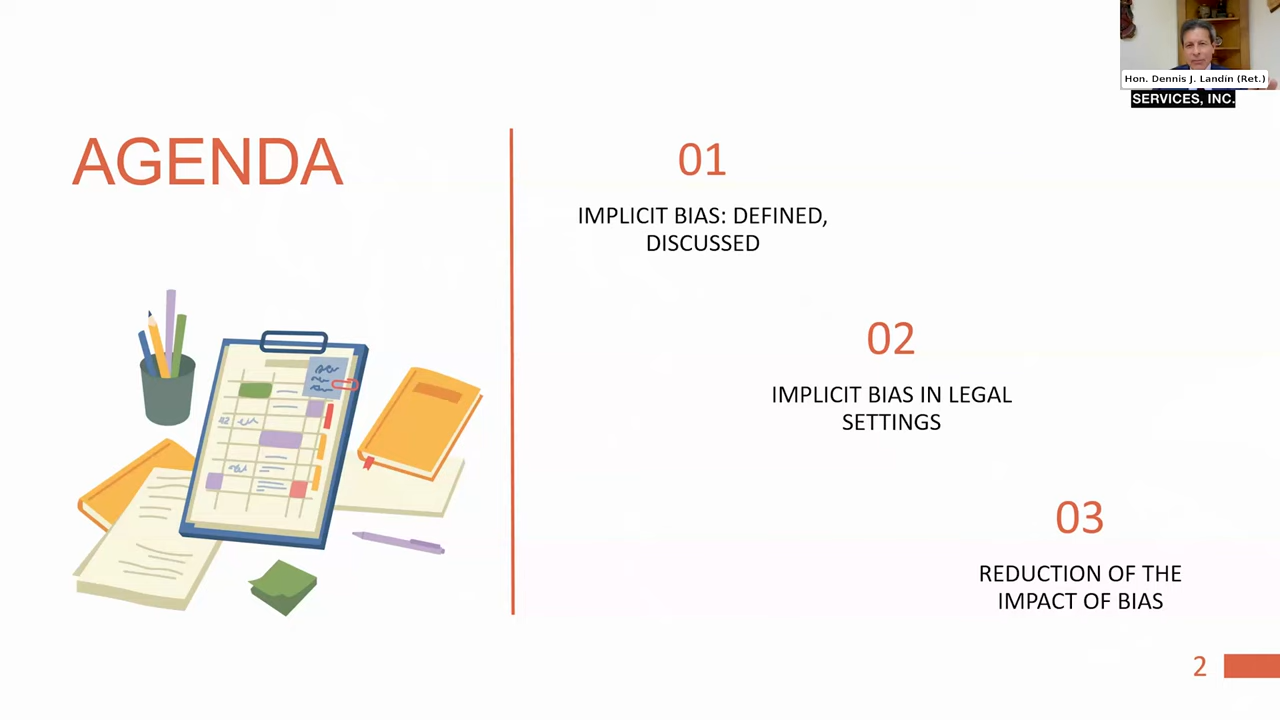 Hon. Dennis J. Landin (Ret.)
SERVICES, INC.
AGENDA
01
IMPLICIT BIAS: DEFINED,
DISCUSSED
02
IMPLICIT BIAS IN LEGAL
SETTINGS
03
REDUCTION OF THE
IMPACT OF BIAS
2